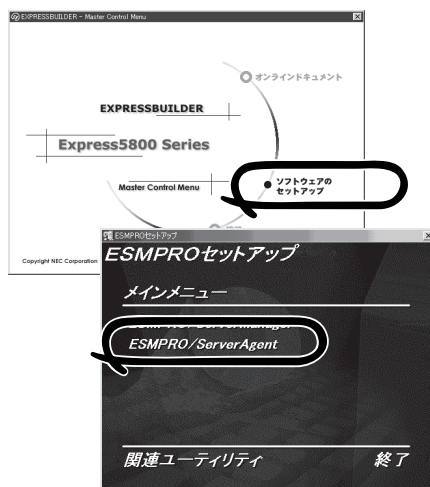 EXPRESSBUILDER - Master Control Menu
オンラインドキュメント
EXPRESSBUILDER
Express5800 Series
Master Control Menu
ソフトウェアの
セットアップ
Copyright NEC Corporation
ESMPROセットアップ
ESMPROセットアップ
メインメニュー
ESMPRO/ServerManager
ESMPRO/ServerAgent
関連ユーティリティ
終了